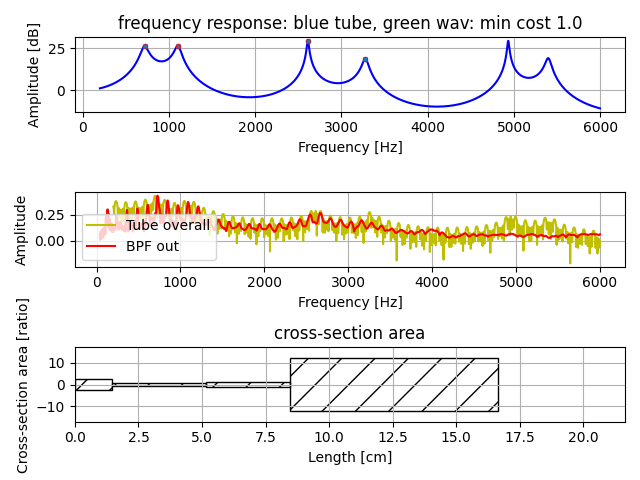 frequency response: blue tube, green wav: min cost 1.0
Amplitude [dB]
25
0
0 1000 2000 3000 4000 5000 6000
Frequency [Hz]
Amplitude
0.25
0.00
Tube overall
BPF out
0 1000 2000 3000 4000 5000 6000
Frequency [Hz]
cross-section area
Cross-section area [ratio]
10
0
−10
0.0 2.5 5.0 7.5 10.0 12.5 15.0 17.5 20.0
Length [cm]